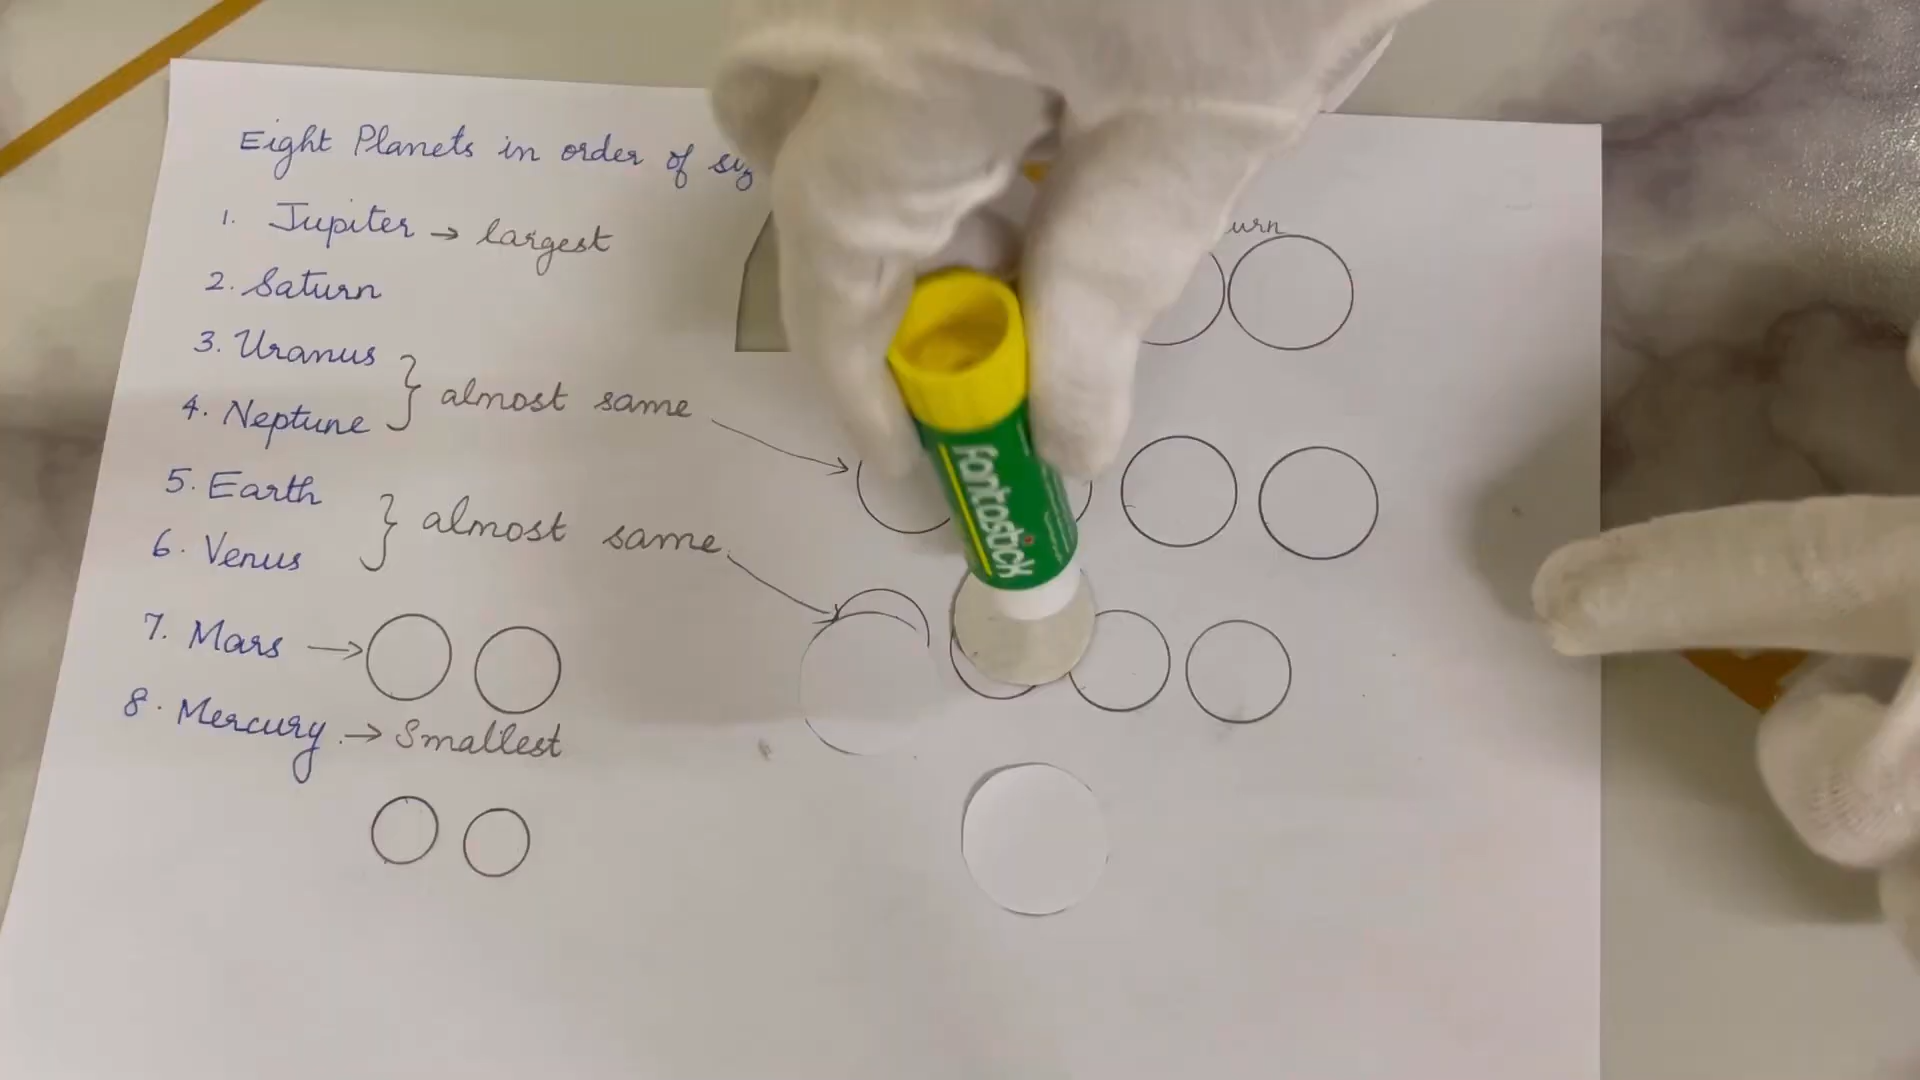 Eight Planets in order of siz
1. Jupiter → largest
2. Saturn
3. Uranus
4. Neptune } almost same
5. Earth
6. Venus } almost same
7. Mars →
8. Mercury. → Smallest
urn
Fantastick